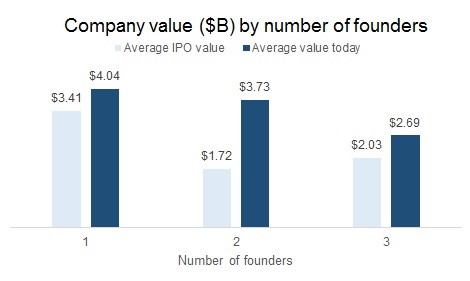 Company value ($B) by number of founders
Average IPO value Average value today
$3.41 $4.04
$1.72 $3.73
$2.03 $2.69
1 2 3
Number of founders